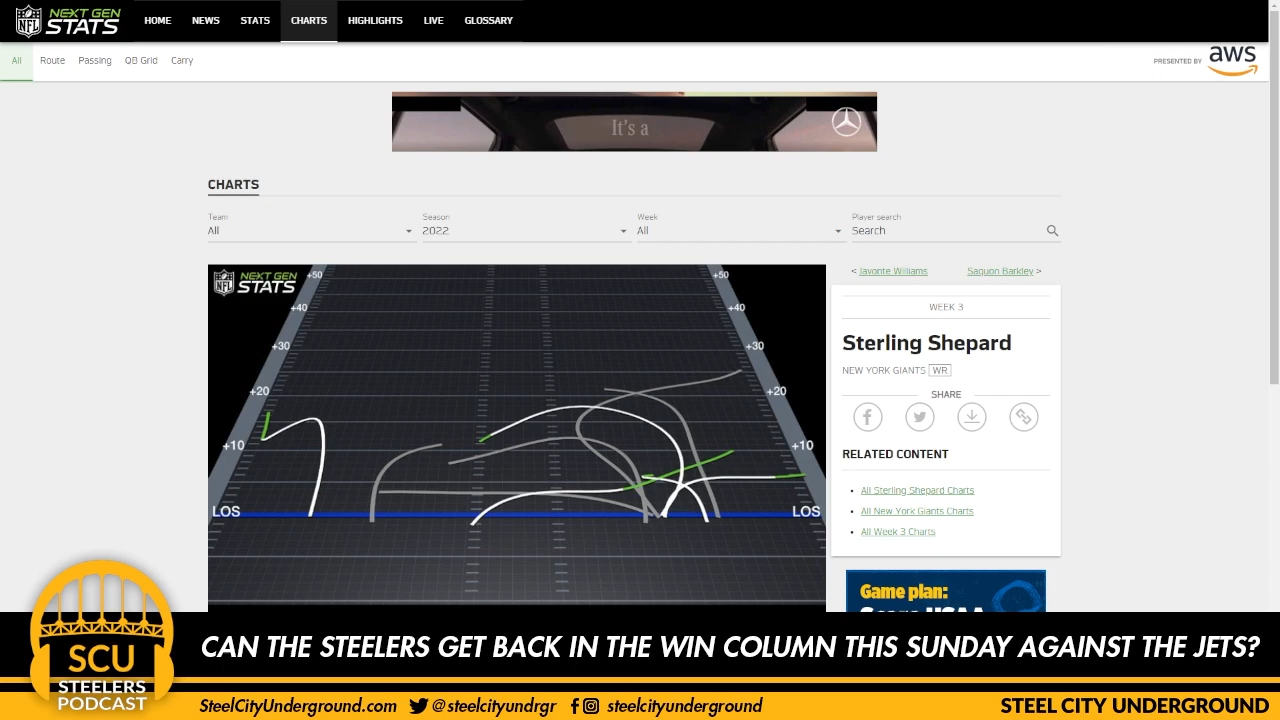 NFL NEXT GEN STATS
HOME NEWS STATS CHARTS HIGHLIGHTS LIVE GLOSSARY
All Route Passing QB Grid Carry
PRESENTED BY aws
It's a
CHARTS
Team Season Week Player search
All 2022 All Search
NFL NEXT GEN STATS
+50 +50
+40 +40
+30 +30
+20 +20
+10 +10
LOS LOS
< Javonte Williams Saquon Barkley >
WEEK 3
Sterling Shepard
NEW YORK GIANTS WR
SHARE
RELATED CONTENT
All Sterling Shepard Charts
All New York Giants Charts
All Week 3 Charts
Game plan:
SCU
STEELERS
PODCAST
CAN THE STEELERS GET BACK IN THE WIN COLUMN THIS SUNDAY AGAINST THE JETS?
SteelCityUnderground.com @steelcityundrgr steelcityunderground
STEEL CITY UNDERGROUND